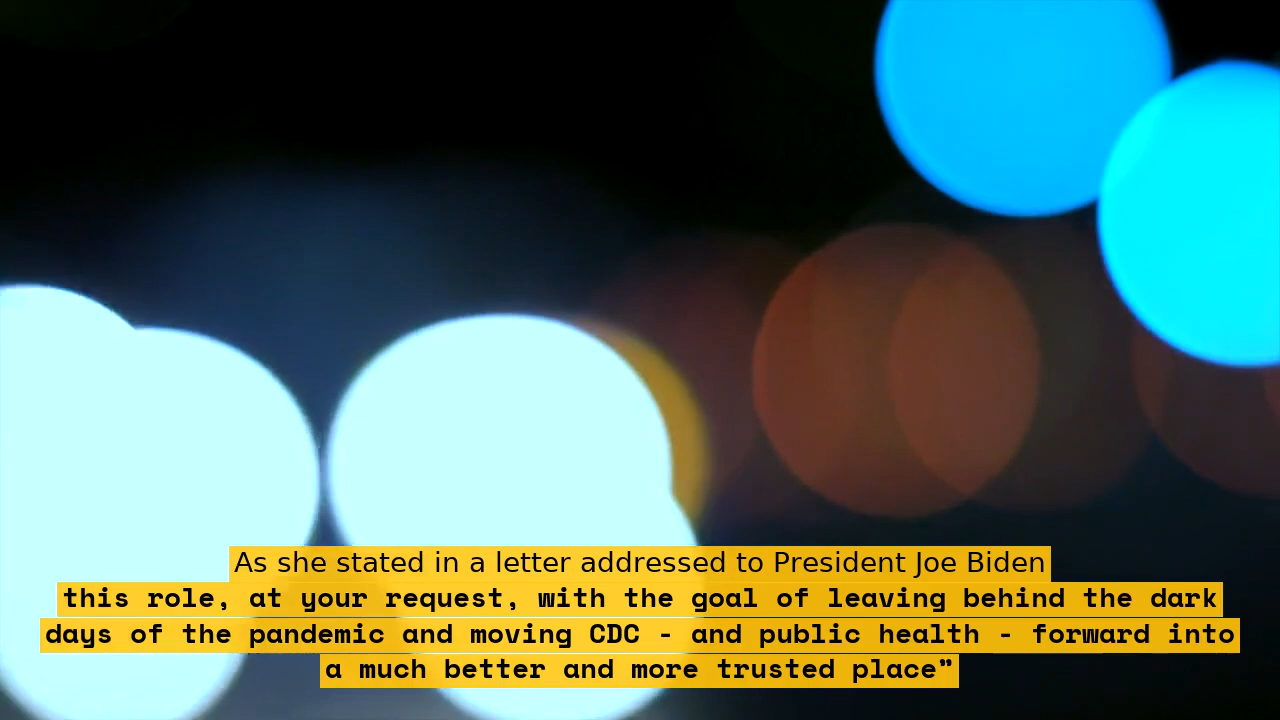 As she stated in a letter addressed to President Joe Biden
this role, at your request, with the goal of leaving behind the dark
days of the pandemic and moving CDC - and public health - forward into
a much better and more trusted place”